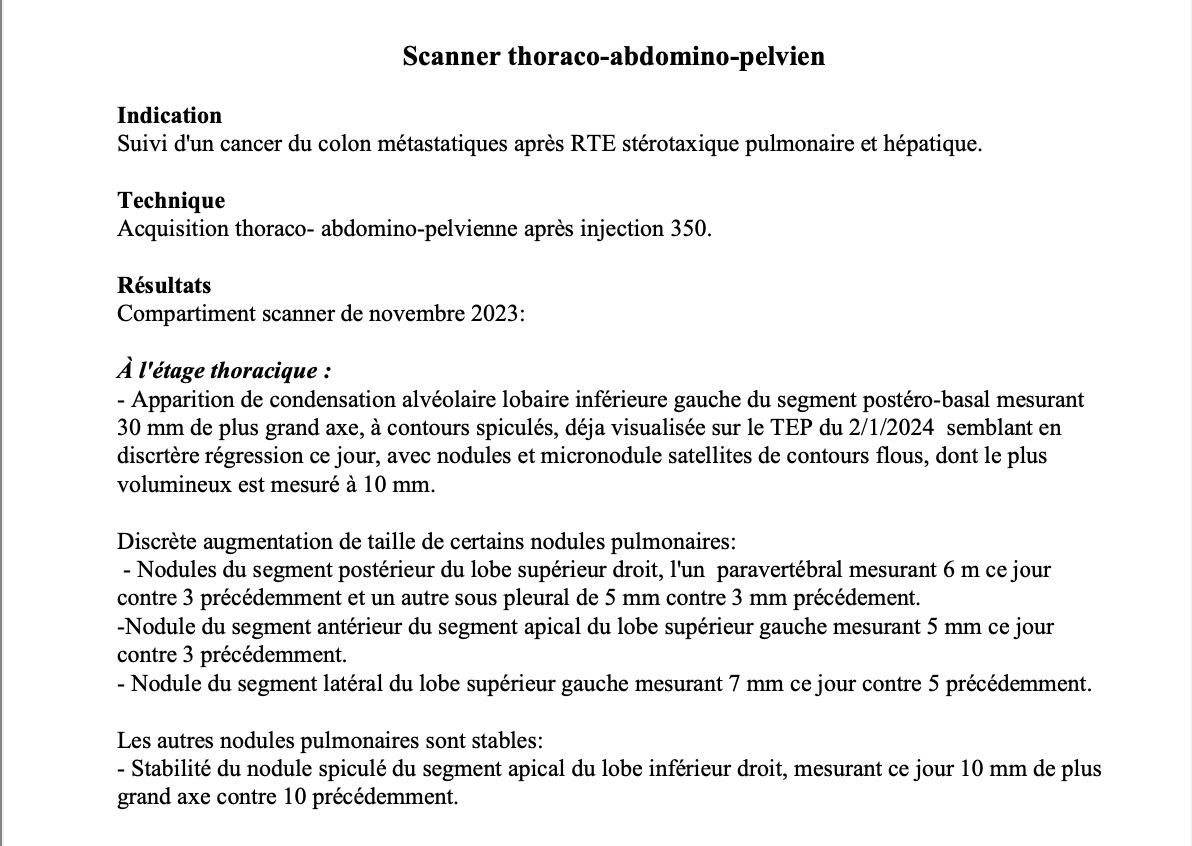 Scanner thoraco-abdomino-pelvien
Indication
Suivi d'un cancer du colon métastatiques après RTE stérotaxique pulmonaire et hépatique.
Technique
Acquisition thoraco- abdomino-pelvienne après injection 350.
Résultats
Compartiment scanner de novembre 2023:
À l'étage thoracique :
- Apparition de condensation alvéolaire lobaire inférieure gauche du segment postéro-basal mesurant
30 mm de plus grand axe, à contours spiculés, déja visualisée sur le TEP du 2/1/2024 semblant en
discrtère régression ce jour, avec nodules et micronodule satellites de contours flous, dont le plus
volumineux est mesuré à 10 mm.
Discrète augmentation de taille de certains nodules pulmonaires:
- Nodules du segment postérieur du lobe supérieur droit, l'un paravertébral mesurant 6 m ce jour
contre 3 précédemment et un autre sous pleural de 5 mm contre 3 mm précédement.
-Nodule du segment antérieur du segment apical du lobe supérieur gauche mesurant 5 mm ce jour
contre 3 précédemment.
- Nodule du segment latéral du lobe supérieur gauche mesurant 7 mm ce jour contre 5 précédemment.
Les autres nodules pulmonaires sont stables:
- Stabilité du nodule spiculé du segment apical du lobe inférieur droit, mesurant ce jour 10 mm de plus
grand axe contre 10 précédemment.